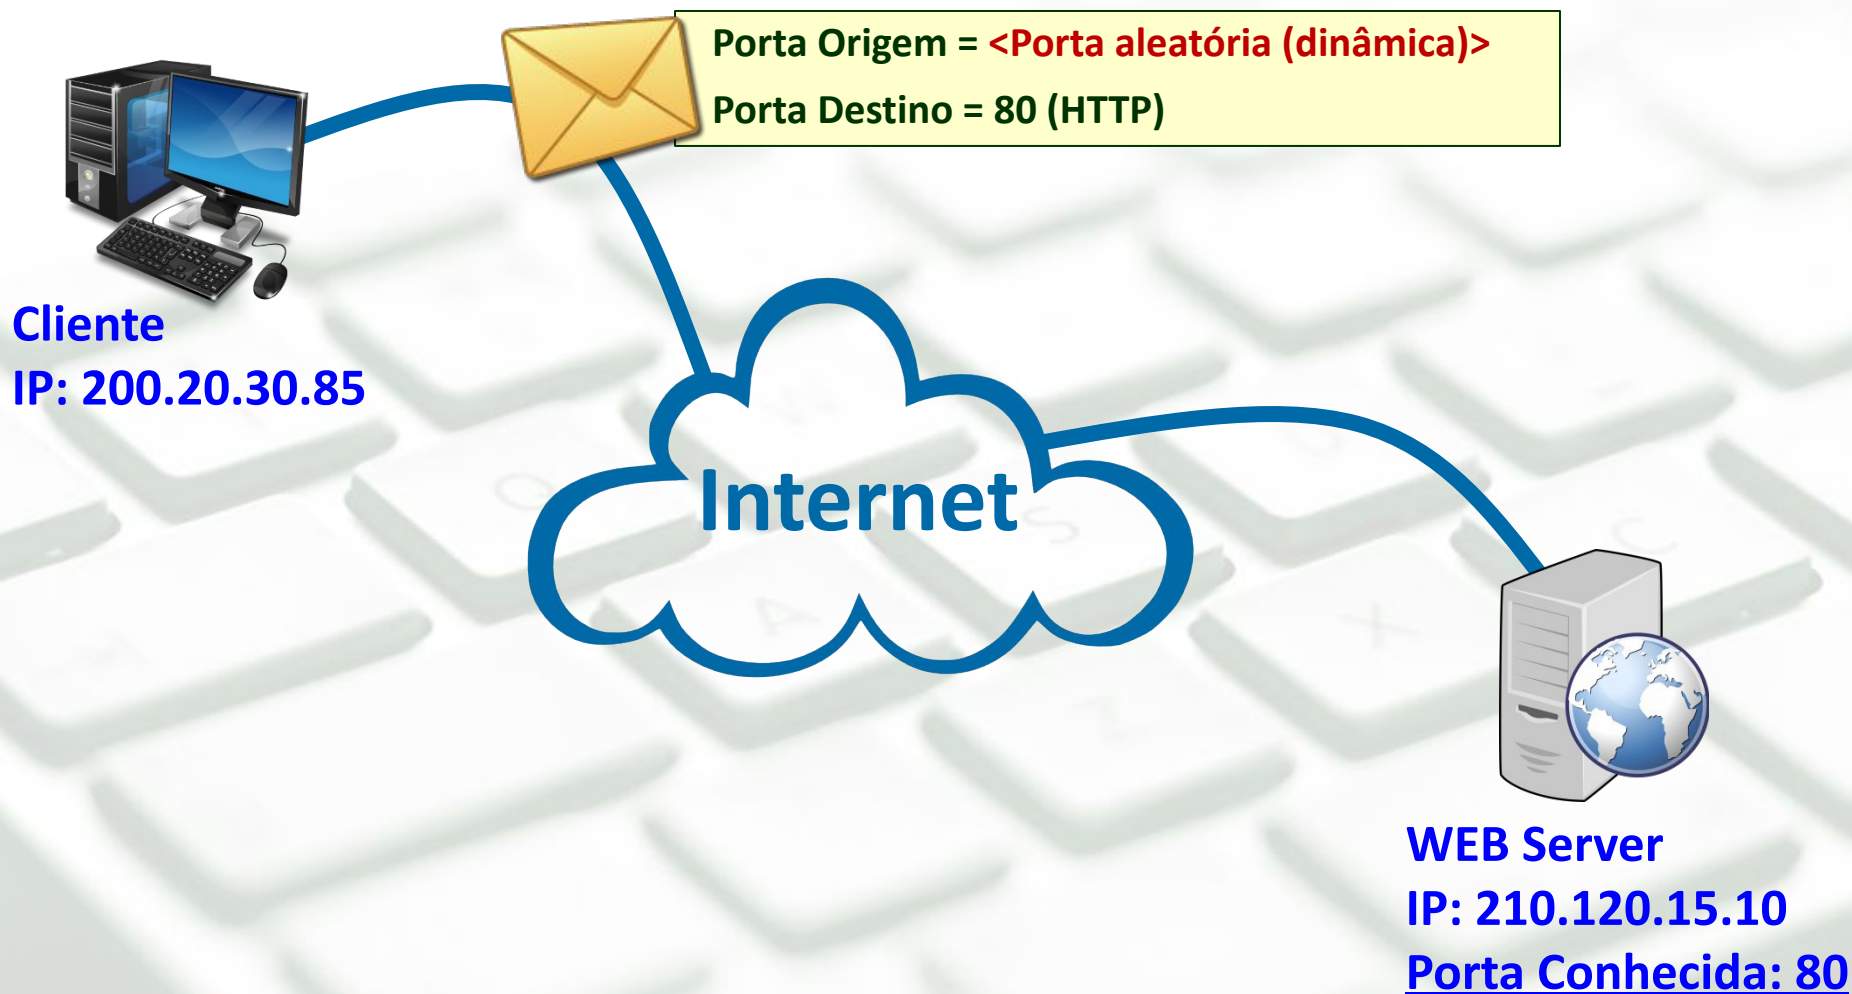 Porta Origem = <Porta aleatória (dinâmica)>
Porta Destino = 80 (HTTP)
Cliente
IP: 200.20.30.85
Internet
WEB Server
IP: 210.120.15.10
Porta Conhecida: 80